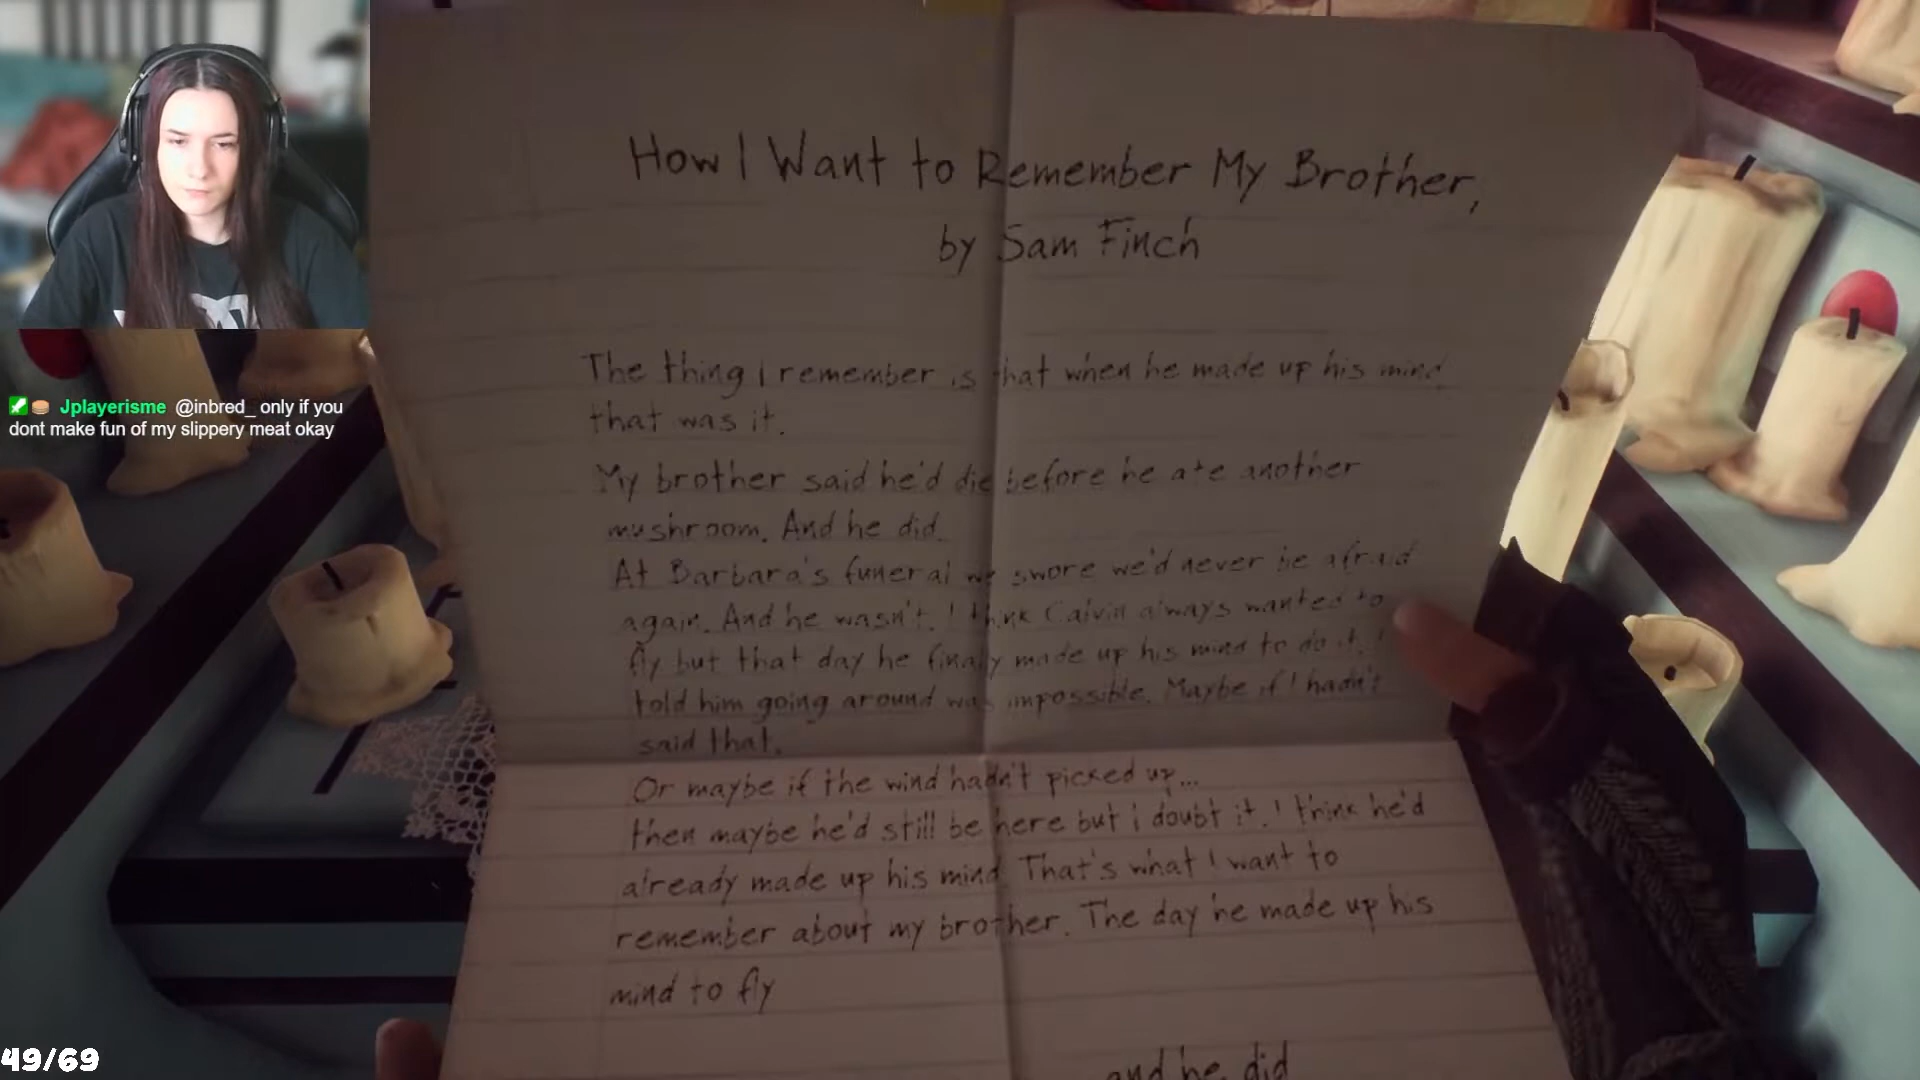 How I Want to Remember My Brother,
by Sam Finch
The thing I remember is that when he made up his mind
that was it.
My brother said he'd die before he ate another
mushroom. And he did.
At Barbara's funeral we swore we'd never be afraid
again. And he wasn't. I think Calvin always wanted to
fly but that day he finaly made up his mind to do it. I
told him going around was impossible. Maybe if I hadn't
said that.
Or maybe if the wind hadn't picked up...
then maybe he'd still be here but i doubt it. I think he'd
already made up his mind. That's what I want to
remember about my brother. The day he made up his
mind to fly
and he did
Jplayerisme @inbred_ only if you
dont make fun of my slippery meat okay
49/69